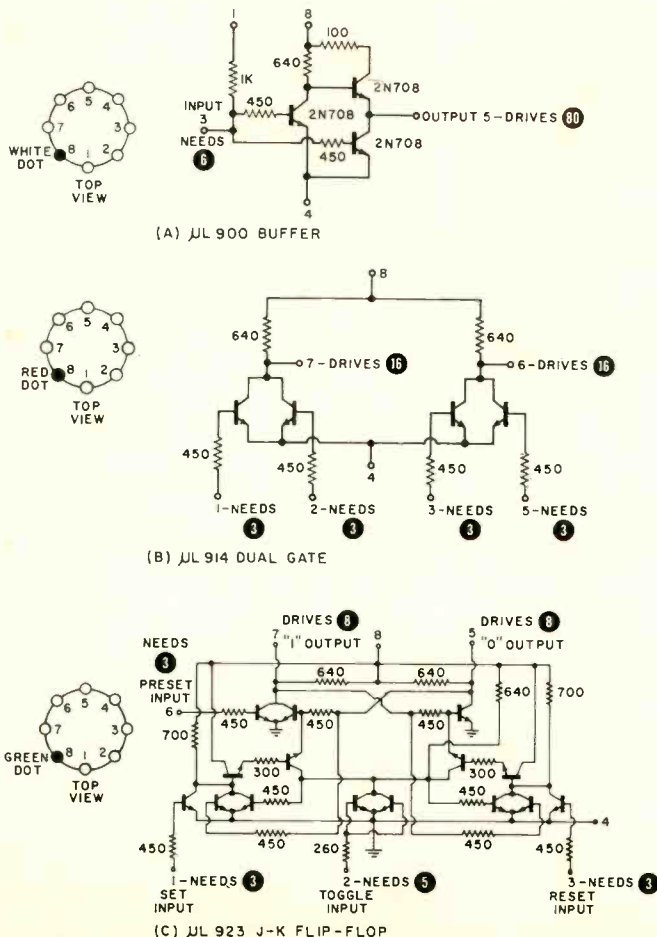 1
8
100
640
1K
2N708
INPUT
3
450
2N708
OUTPUT 5-DRIVES 80
NEEDS
6
450
2N708
4
5
6 4
7 3
WHITE DOT
8 1 2
TOP VIEW
(A) µL 900 BUFFER
8
640
640
7-DRIVES 16
6-DRIVES 16
5
6 4
7 3
RED DOT
8 1 2
TOP VIEW
4
450
450
450
450
1-NEEDS 3
2-NEEDS 3
3-NEEDS 3
5-NEEDS 3
(B) µL 914 DUAL GATE
DRIVES 8
DRIVES 8
7 "1" OUTPUT
8
5 "0" OUTPUT
NEEDS
3
PRESET INPUT
6
640
640
640
700
450
450
450
700
300
300
450
450
5
6 4
7 3
GREEN DOT
8 1 2
TOP VIEW
4
450
450
260
450
450
1-NEEDS 3
SET INPUT
2-NEEDS 5
TOGGLE INPUT
3-NEEDS 3
RESET INPUT
(C) µL 923 J-K FLIP-FLOP